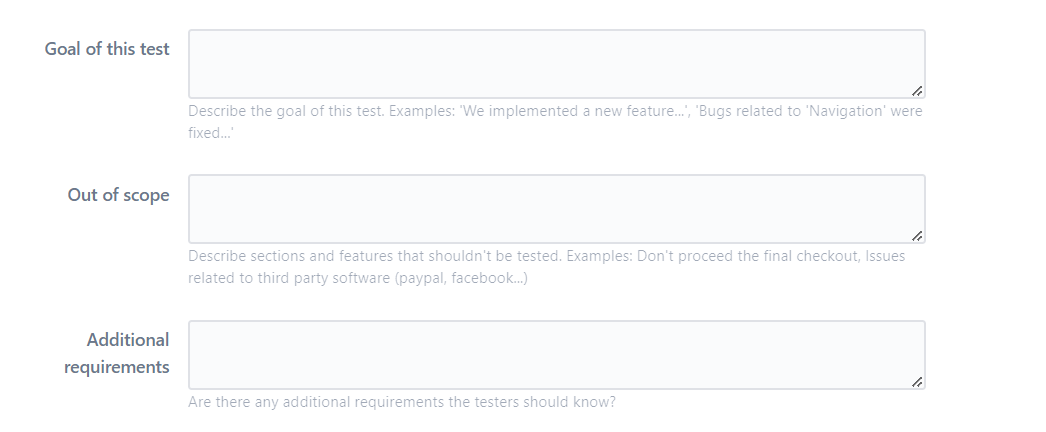 Goal of this test
Describe the goal of this test. Examples: 'We implemented a new feature...', 'Bugs related to 'Navigation' were
fixed...'
Out of scope
Describe sections and features that shouldn't be tested. Examples: Don't proceed the final checkout, Issues
related to third party software (paypal, facebook...)
Additional
requirements
Are there any additional requirements the testers should know?